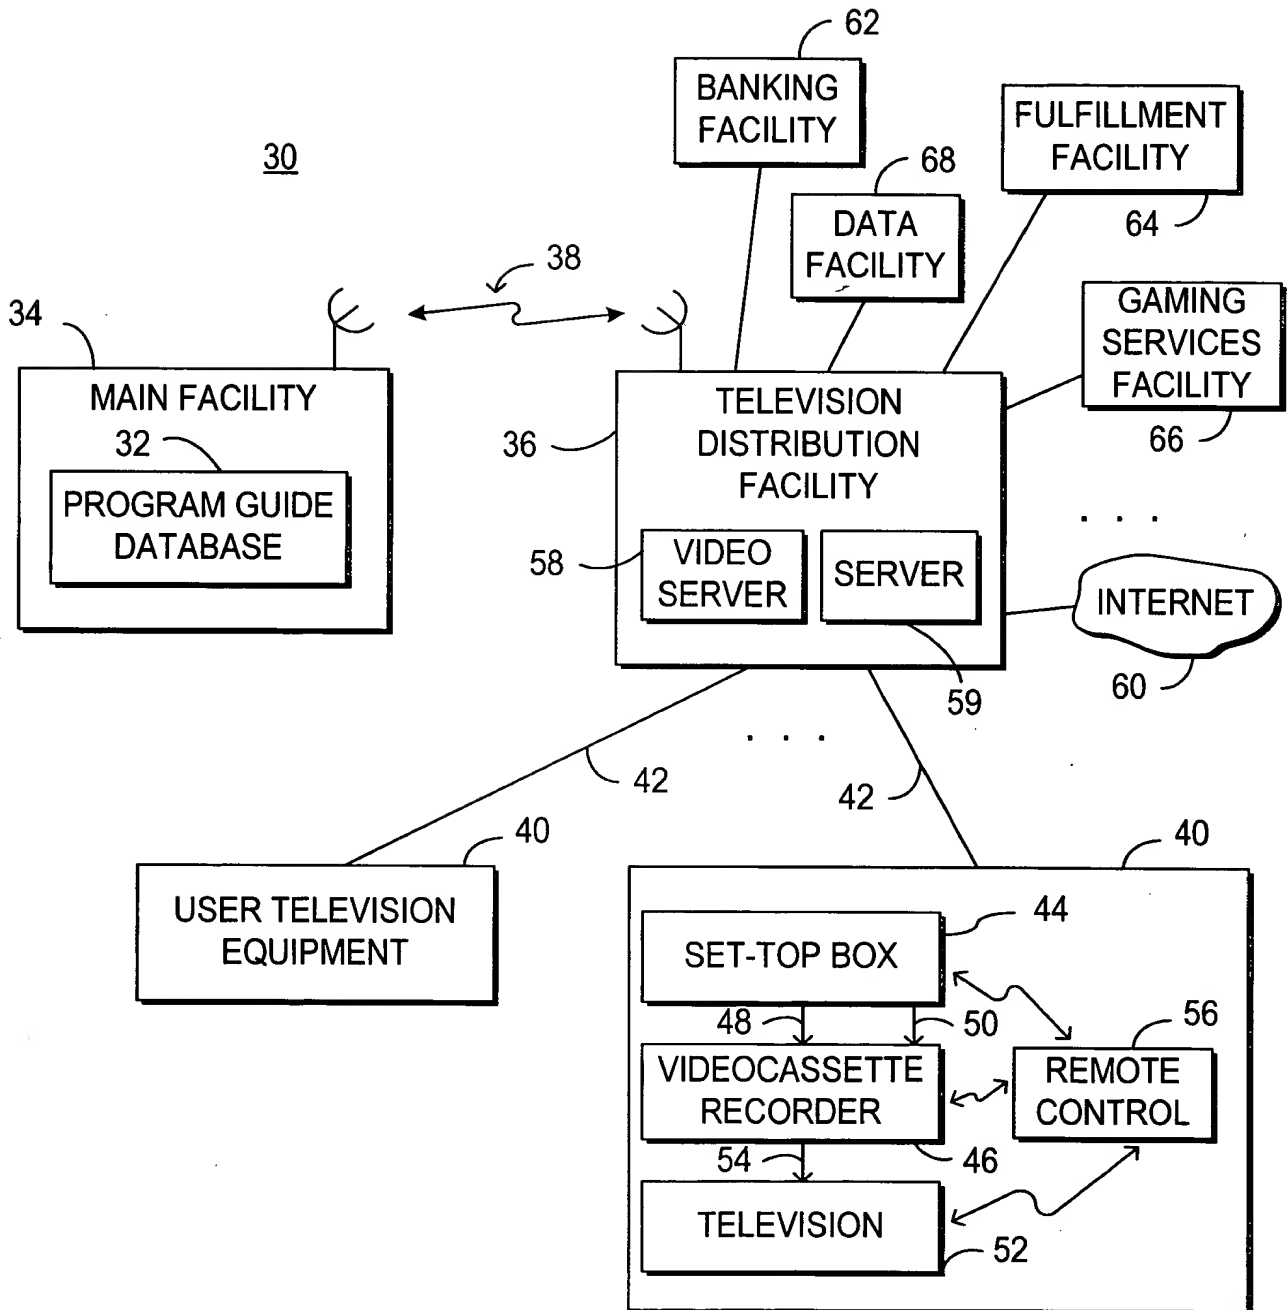 62
BANKING
FACILITY
FULFILLMENT
FACILITY
64
30
68
DATA
FACILITY
38
GAMING
SERVICES
FACILITY
66
34
MAIN FACILITY
32
PROGRAM GUIDE
DATABASE
36
TELEVISION
DISTRIBUTION
FACILITY
58
VIDEO
SERVER
SERVER
59
. . .
INTERNET
60
. . .
42
42
40
USER TELEVISION
EQUIPMENT
40
44
SET-TOP BOX
48
50
56
VIDEOCASSETTE
RECORDER
REMOTE
CONTROL
54
46
TELEVISION
52